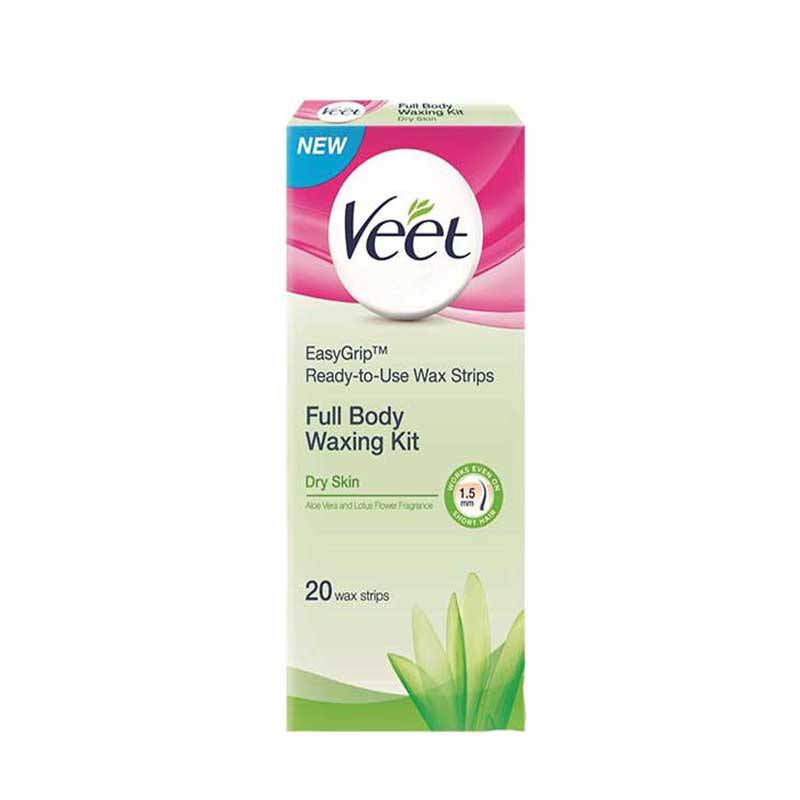 Veet
Full Body
Waxing Kit
Dry Skin
NEW
Veet
EasyGrip™
Ready-to-Use Wax Strips
Full Body
Waxing Kit
Dry Skin
Aloe Vera and Lotus Flower Fragrance
WORKS EVEN ON
1.5
mm
SHORT HAIR
20 wax strips